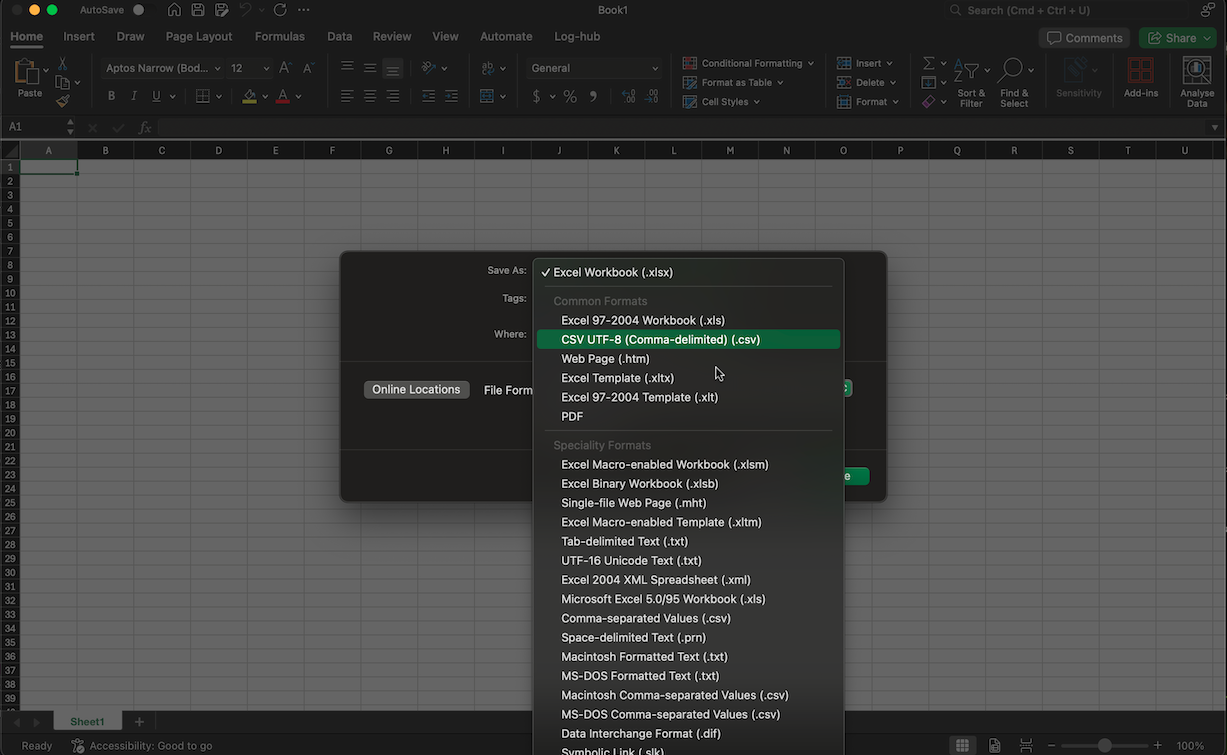 AutoSave
Book1
Search (Cmd + Ctrl + U)
Home Insert Draw Page Layout Formulas Data Review View Automate Log-hub
Comments Share
Paste
Aptos Narrow (Bod... 12
B I U
General
$ % 9
Conditional Formatting
Format as Table
Cell Styles
Insert
Delete
Format
Sort & Filter
Find & Select
Sensitivity
Add-ins
Analyse Data
A1 fx
A B C D E F G H I J K L M N O P Q R S T U
1
2
3
4
5
6
7
8
9
10
11
12
13
14
15
16
17
18
19
20
21
22
23
24
25
26
27
28
29
30
31
32
33
34
35
36
37
38
39
Save As:
Tags:
Where:
Online Locations File Form
e
✓ Excel Workbook (.xlsx)
Common Formats
Excel 97-2004 Workbook (.xls)
CSV UTF-8 (Comma-delimited) (.csv)
Web Page (.htm)
Excel Template (.xltx)
Excel 97-2004 Template (.xlt)
PDF
Speciality Formats
Excel Macro-enabled Workbook (.xlsm)
Excel Binary Workbook (.xlsb)
Single-file Web Page (.mht)
Excel Macro-enabled Template (.xltm)
Tab-delimited Text (.txt)
UTF-16 Unicode Text (.txt)
Excel 2004 XML Spreadsheet (.xml)
Microsoft Excel 5.0/95 Workbook (.xls)
Comma-separated Values (.csv)
Space-delimited Text (.prn)
Macintosh Formatted Text (.txt)
MS-DOS Formatted Text (.txt)
Macintosh Comma-separated Values (.csv)
MS-DOS Comma-separated Values (.csv)
Data Interchange Format (.dif)
Symbolic Link (.slk)
Sheet1
Ready Accessibility: Good to go
100%